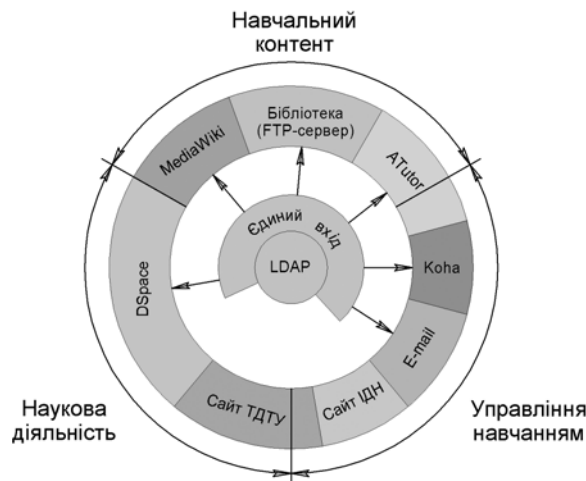 Навчальний
контент
Бібліотека
(FTP-сервер)
MediaWiki
ATutor
Єдиний вхід
LDAP
Koha
DSpace
E-mail
Сайт ТДТУ
Сайт ІДН
Наукова
діяльність
Управління
навчанням